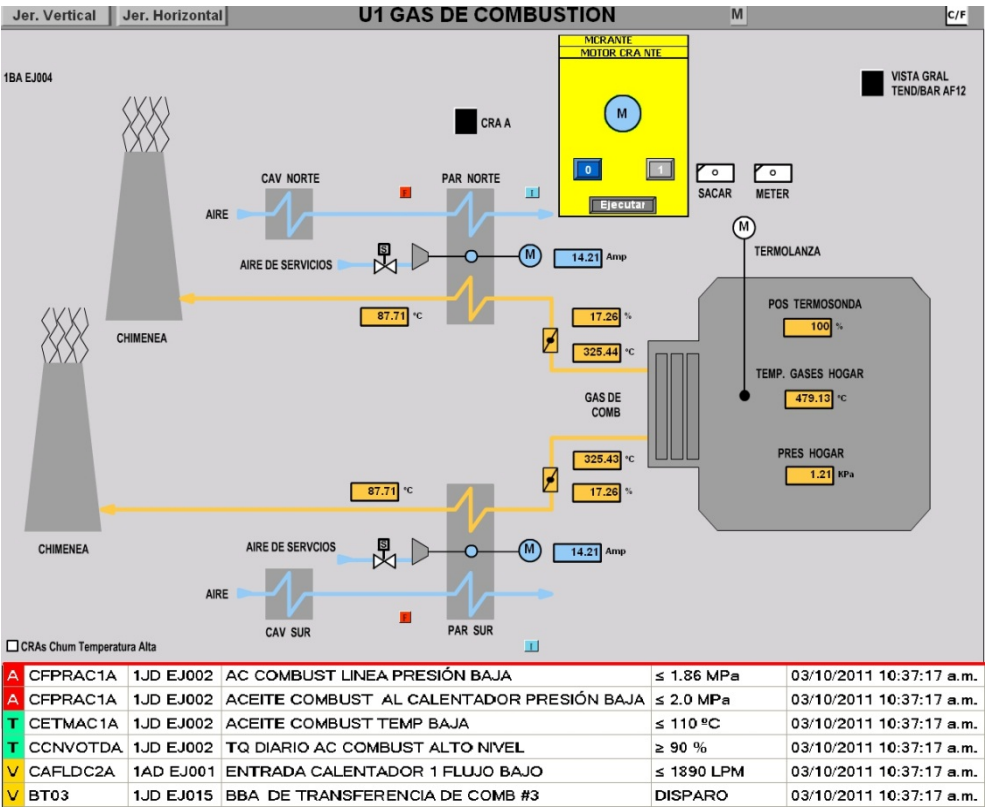 Jer. Vertical Jer. Horizontal U1 GAS DE COMBUSTION M C/F
MCRANTE
MOTOR CRA NTE
1BA EJ004
VISTA GRAL
TEND/BAR AF12
M
CRA A
0 1
Ejecutar
SACAR METER
CAV NORTE PAR NORTE
F I
AIRE
M
TERMOLANZA
S
AIRE DE SERVICIOS M 14.21 Amp
POS TERMOSONDA
100 %
87.71 ºC 17.26 %
CHIMENEA
325.44 ºC
TEMP. GASES HOGAR
479.13 ºC
GAS DE
COMB
PRES HOGAR
1.21 KPa
325.43 ºC
87.71 ºC 17.26 %
CHIMENEA
S
AIRE DE SERVCIOS M 14.21 Amp
AIRE
F
CAV SUR PAR SUR
I
CRAs Chum Temperatura Alta
A CFPRAC1A 1JD EJ002 AC COMBUST LINEA PRESIÓN BAJA ≤ 1.86 MPa 03/10/2011 10:37:17 a.m.
A CFPRAC1A 1JD EJ002 ACEITE COMBUST AL CALENTADOR PRESIÓN BAJA ≤ 2.0 MPa 03/10/2011 10:37:17 a.m.
T CETMAC1A 1JD EJ002 ACEITE COMBUST TEMP BAJA ≤ 110 ºC 03/10/2011 10:37:17 a.m.
T CCNVOTDA 1JD EJ002 TQ DIARIO AC COMBUST ALTO NIVEL ≥ 90 % 03/10/2011 10:37:17 a.m.
V CAFLDC2A 1AD EJ001 ENTRADA CALENTADOR 1 FLUJO BAJO ≤ 1890 LPM 03/10/2011 10:37:17 a.m.
V BT03 1JD EJ015 BBA DE TRANSFERENCIA DE COMB #3 DISPARO 03/10/2011 10:37:17 a.m.